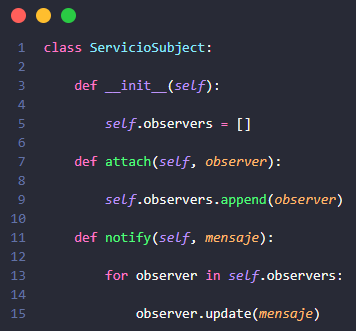 1 class ServicioSubject:
2
3     def __init__(self):
4
5         self.observers = []
6
7     def attach(self, observer):
8
9         self.observers.append(observer)
10
11     def notify(self, mensaje):
12
13         for observer in self.observers:
14
15             observer.update(mensaje)